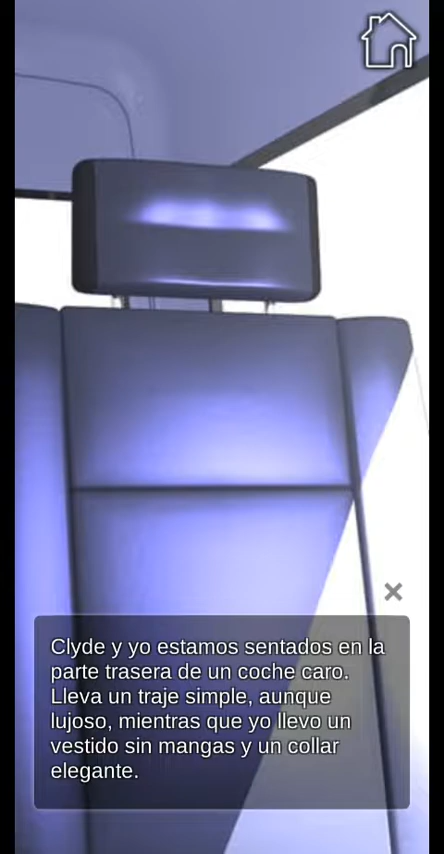 Clyde y yo estamos sentados en la
parte trasera de un coche caro.
Lleva un traje simple, aunque
lujoso, mientras que yo llevo un
vestido sin mangas y un collar
elegante.